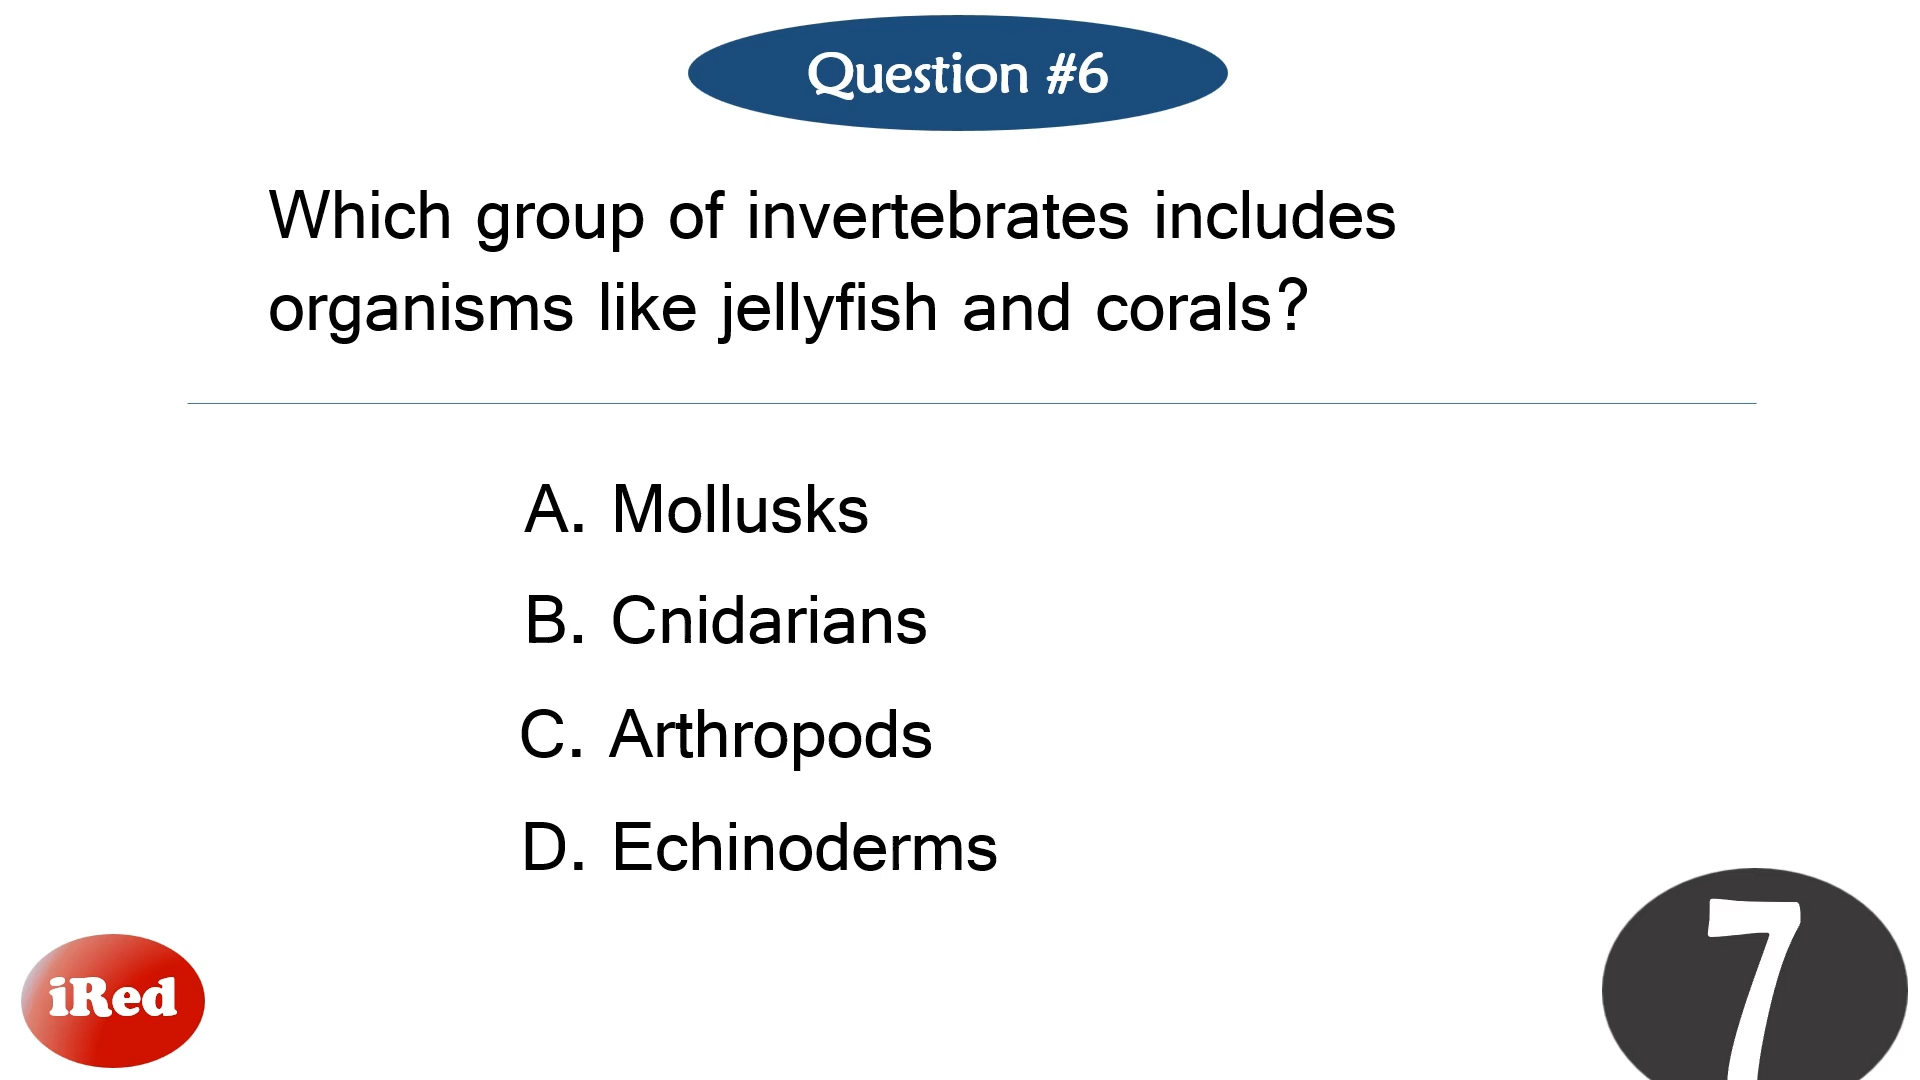 Question #6
Which group of invertebrates includes
organisms like jellyfish and corals?
A. Mollusks
B. Cnidarians
C. Arthropods
D. Echinoderms
iRed
7